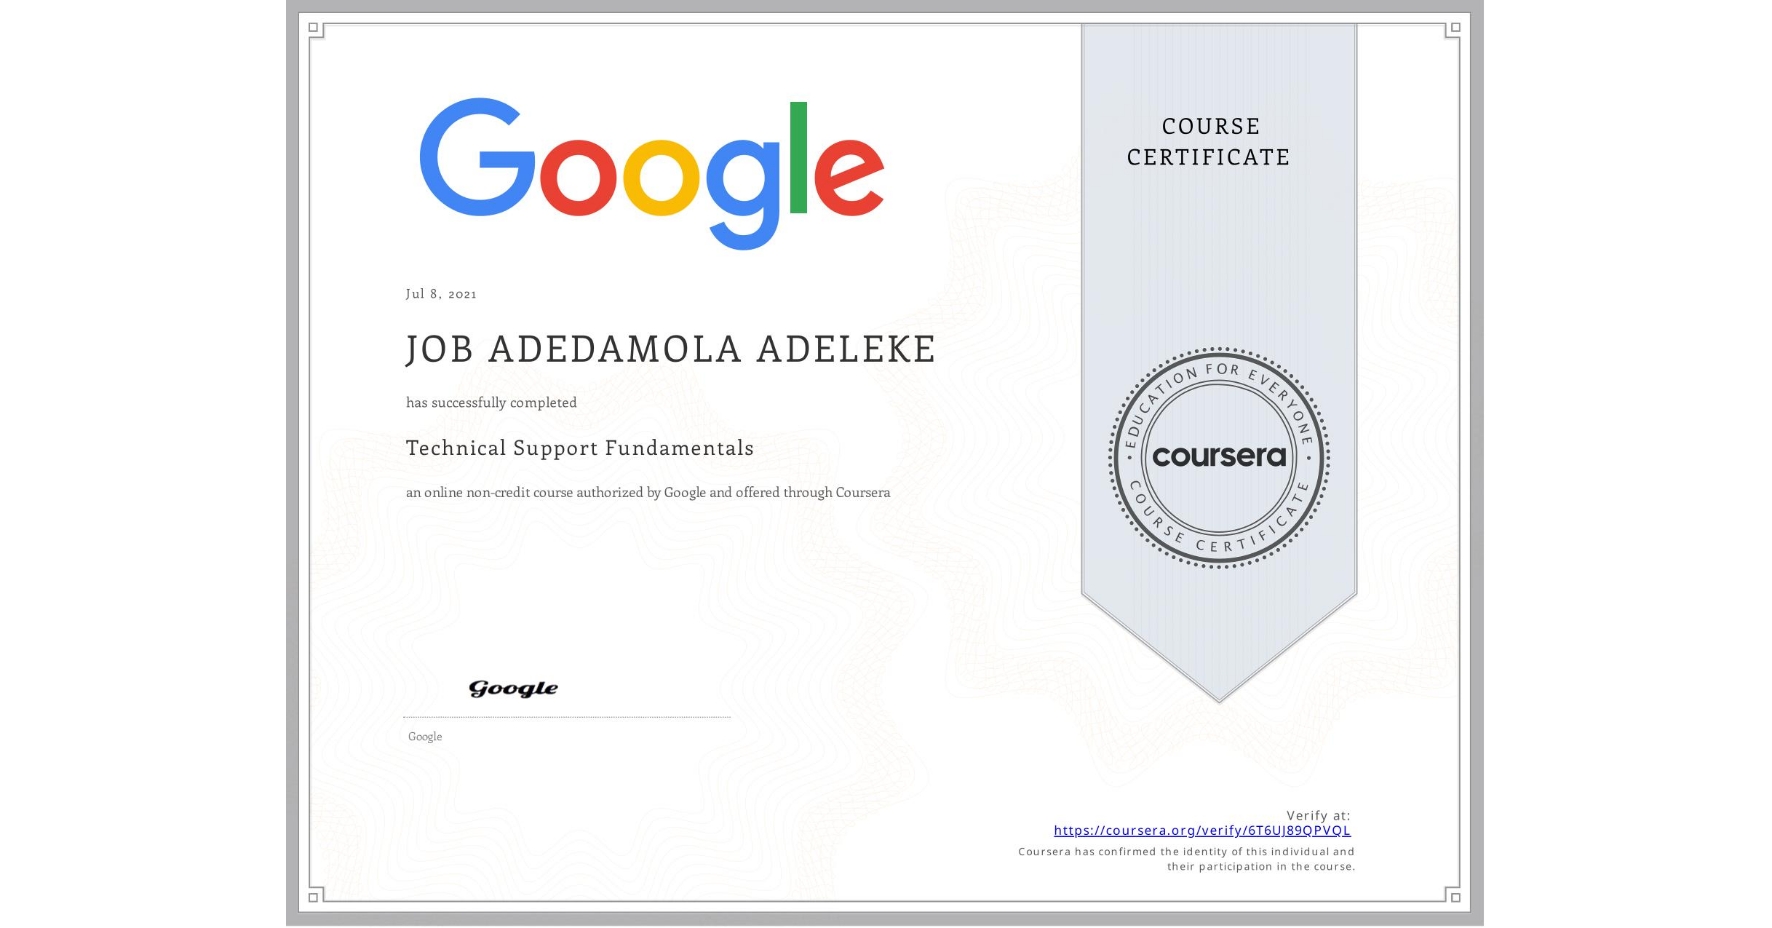 Google
COURSE
CERTIFICATE
Jul 8, 2021
JOB ADEDAMOLA ADELEKE
has successfully completed
Technical Support Fundamentals
an online non-credit course authorized by Google and offered through Coursera
EDUCATION FOR EVERYONE
coursera
COURSE CERTIFICATE
Google
Google
Verify at:
https://coursera.org/verify/6T6UJ89QPVQL
Coursera has confirmed the identity of this individual and
their participation in the course.